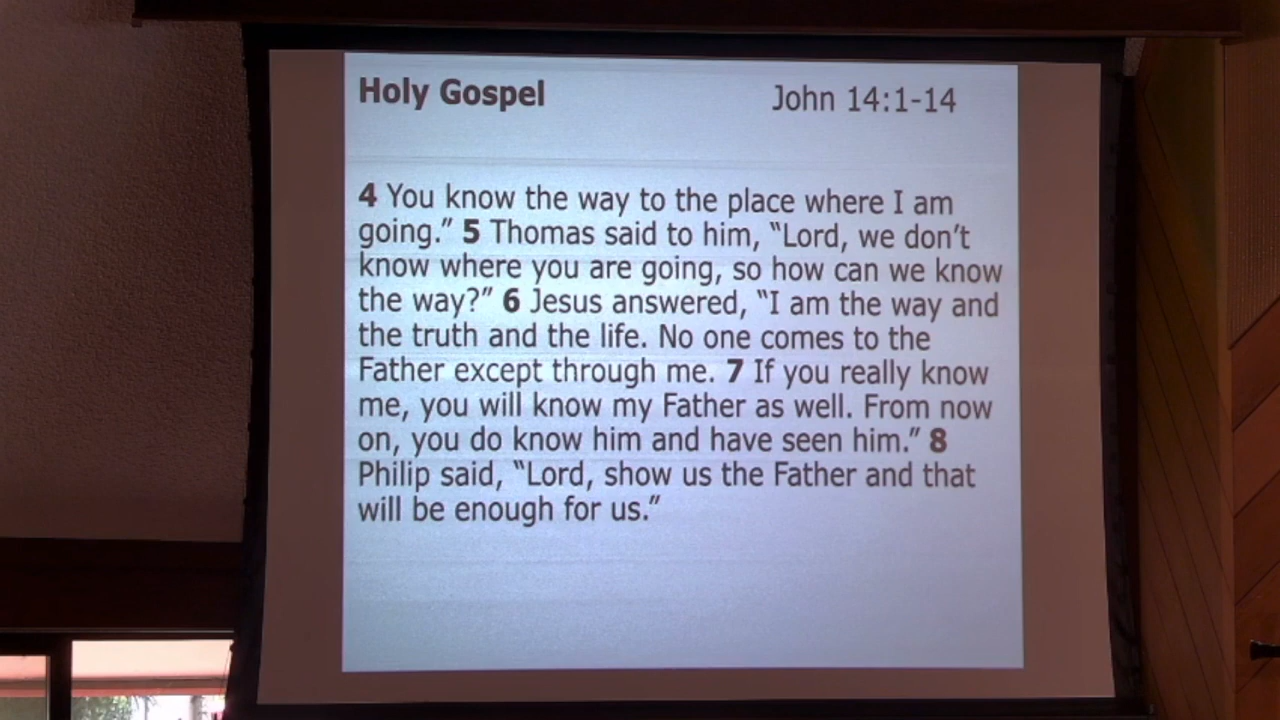 Holy Gospel John 14:1-14
4 You know the way to the place where I am
going.” 5 Thomas said to him, “Lord, we don’t
know where you are going, so how can we know
the way?” 6 Jesus answered, “I am the way and
the truth and the life. No one comes to the
Father except through me. 7 If you really know
me, you will know my Father as well. From now
on, you do know him and have seen him.” 8
Philip said, “Lord, show us the Father and that
will be enough for us.”